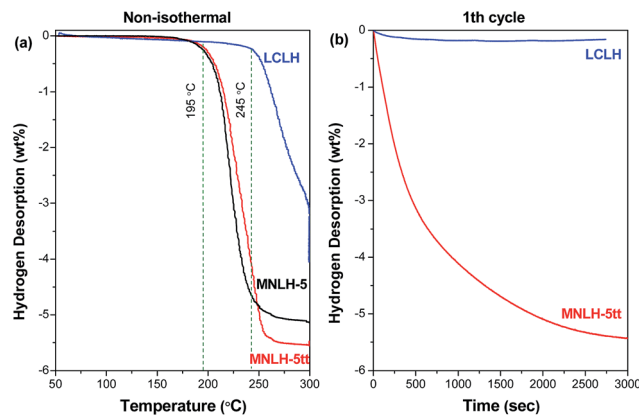 Non-isothermal
(a)
LCLH
195 °C
245 °C
MNLH-5
MNLH-5tt
0
-1
-2
-3
-4
-5
-6
50 100 150 200 250 300
Hydrogen Desorption (wt%)
Temperature (°C)
1th cycle
(b)
LCLH
MNLH-5tt
0
-1
-2
-3
-4
-5
-6
0 500 1000 1500 2000 2500 3000
Hydrogen Desorption (wt%)
Time (sec)